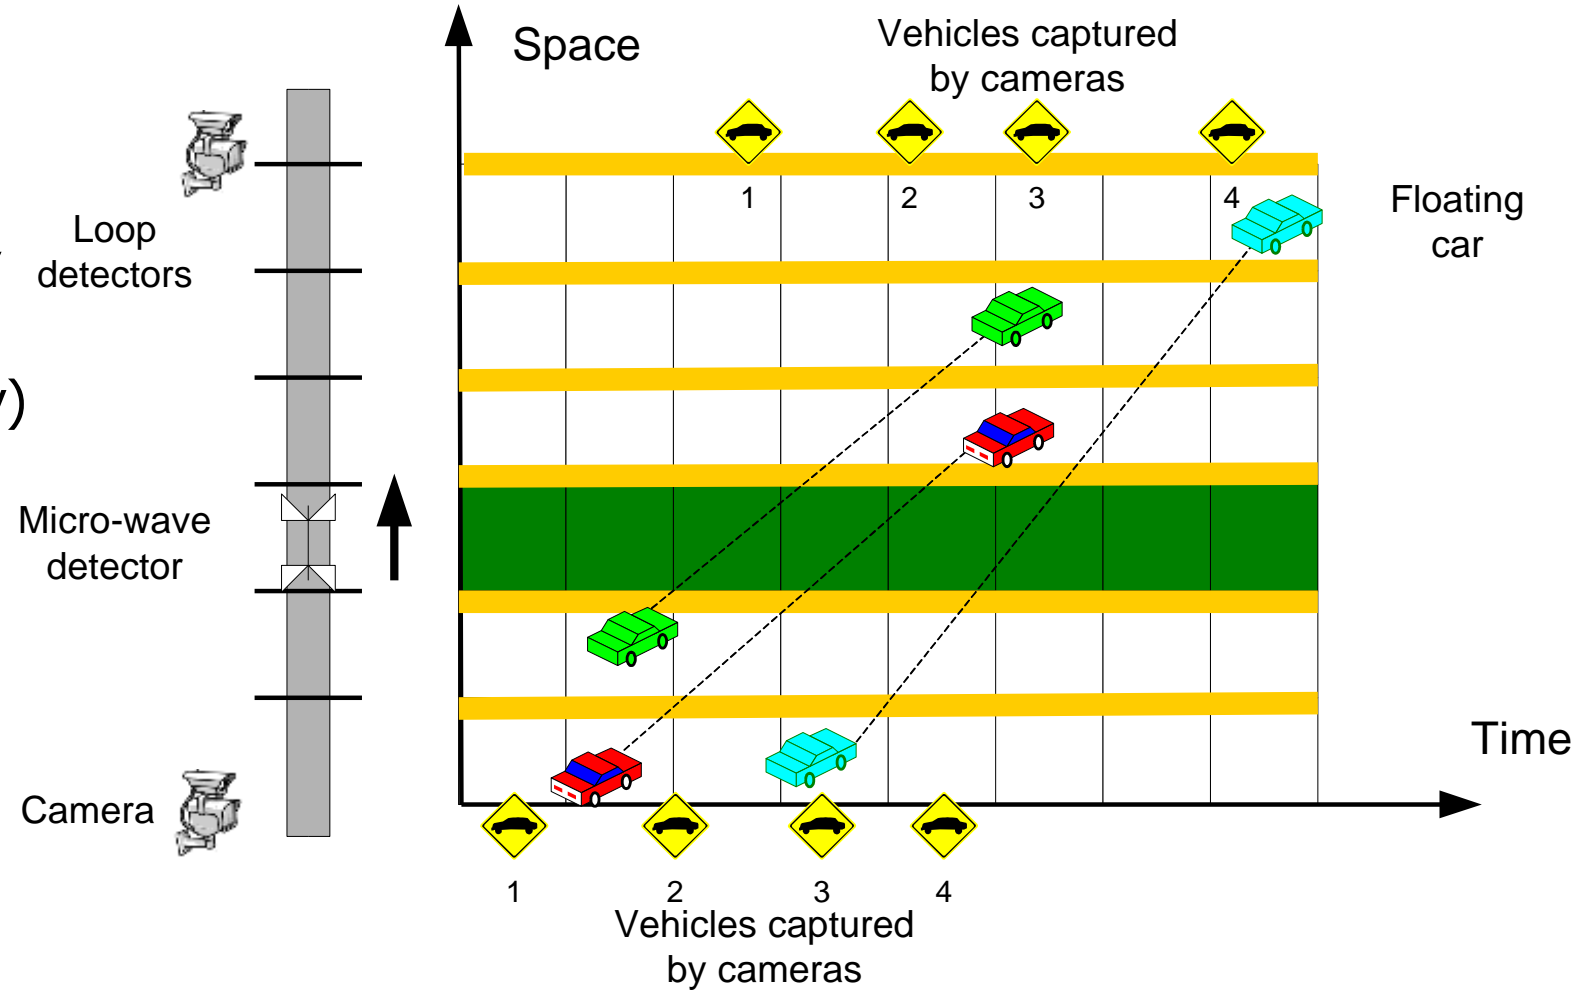 Space
Vehicles captured
by cameras
1
2
3
4
Floating
car
Loop
detectors
y)
Micro-wave
detector
Time
Camera
1
2
3
4
Vehicles captured
by cameras